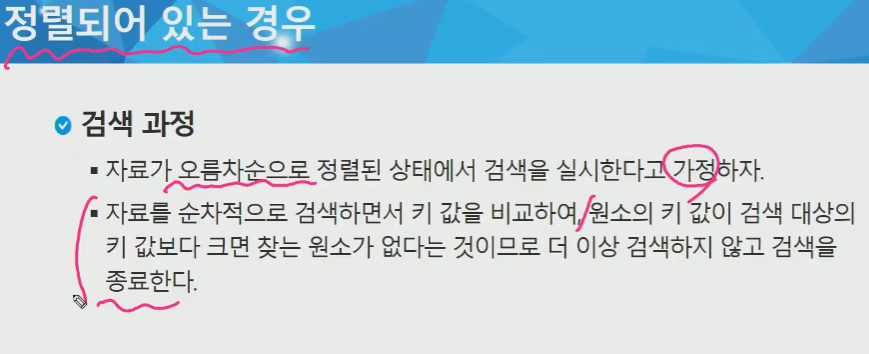 정렬되어 있는 경우
검색 과정
▪ 자료가 오름차순으로 정렬된 상태에서 검색을 실시한다고 가정하자.
▪ 자료를 순차적으로 검색하면서 키 값을 비교하여, 원소의 키 값이 검색 대상의
키 값보다 크면 찾는 원소가 없다는 것이므로 더 이상 검색하지 않고 검색을
종료한다.